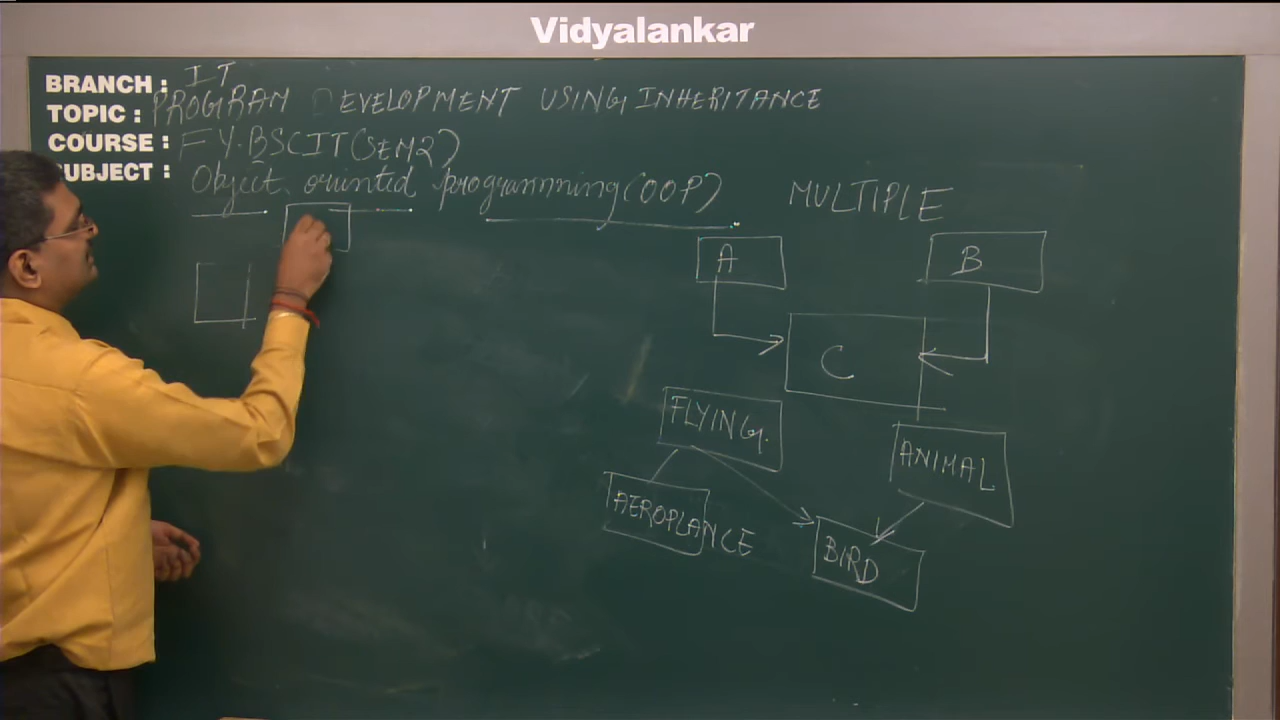 Vidyalankar
BRANCH : IT
TOPIC : PROGRAM DEVELOPMENT USING INHERITANCE
COURSE : FY.BSCIT(SEM2)
SUBJECT : Object oriented programming (OOP)
MULTIPLE
A
B
C
FLYING
ANIMAL
AEROPLANCE
BIRD